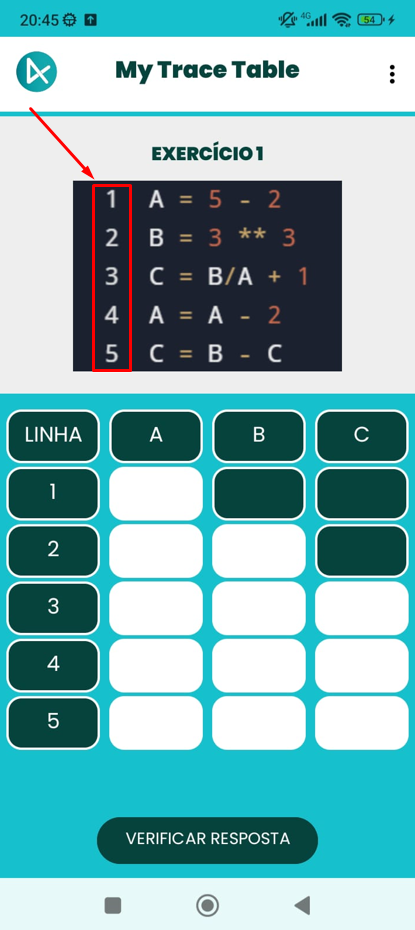 20:45 4G 54
My Trace Table
EXERCÍCIO 1
1 A = 5 - 2
2 B = 3 ** 3
3 C = B/A + 1
4 A = A - 2
5 C = B - C
LINHA A B C
1
2
3
4
5
VERIFICAR RESPOSTA